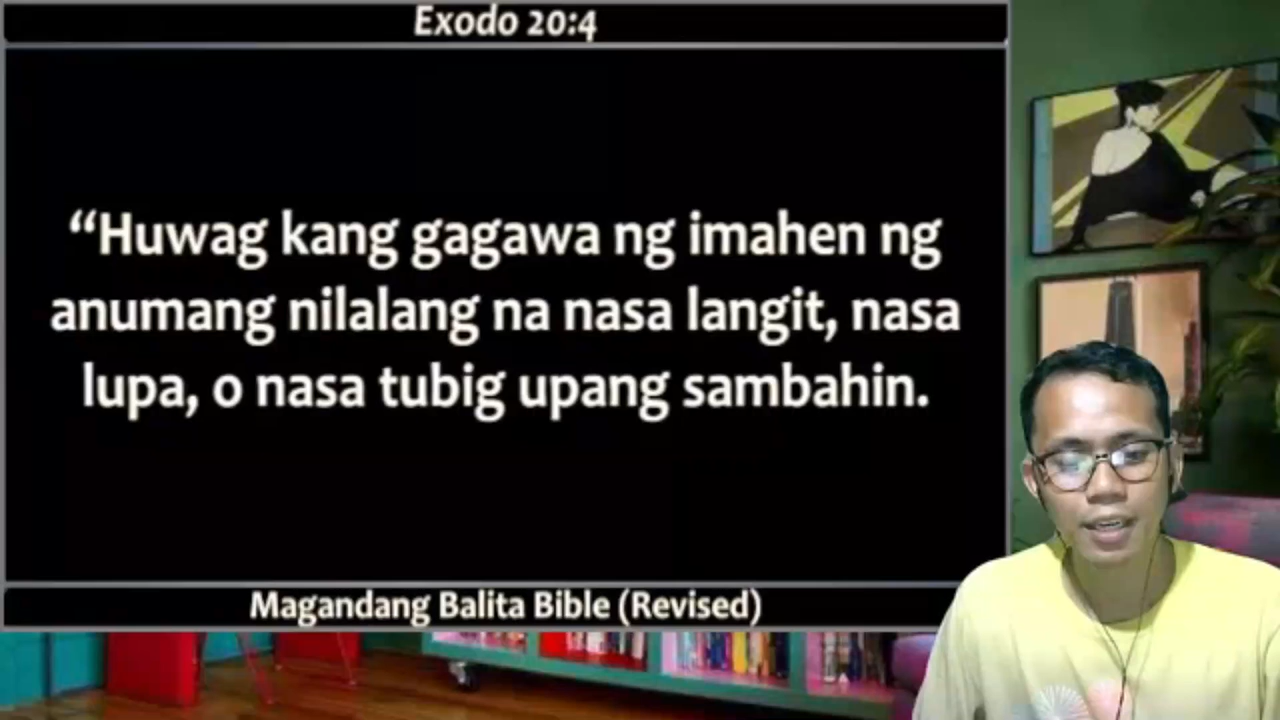 Exodo 20:4
“Huwag kang gagawa ng imahen ng
anumang nilalang na nasa langit, nasa
lupa, o nasa tubig upang sambahin.
Magandang Balita Bible (Revised)